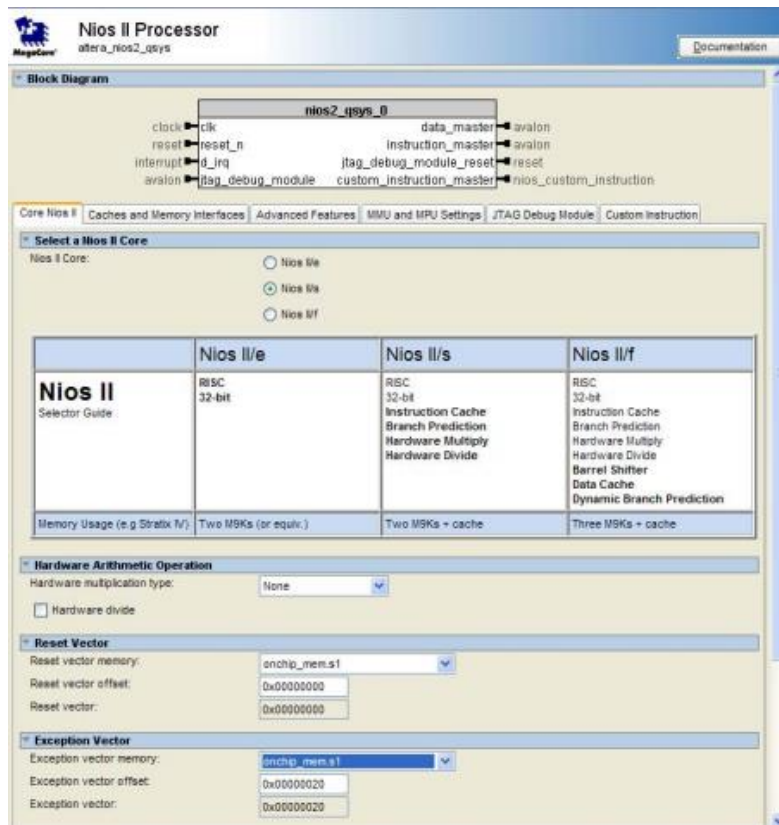 Nios II Processor
altera_nios2_qsys
MegaCore
Documentation
Block Diagram
nios2_qsys_0
clock clk data_master avalon
reset reset_n instruction_master avalon
interrupt d_irq jtag_debug_module_reset reset
avalon jtag_debug_module custom_instruction_master nios_custom_instruction
Core Nios II Caches and Memory Interfaces Advanced Features MMU and MPU Settings JTAG Debug Module Custom Instruction
Select a Nios II Core
Nios II Core:
Nios II/e
Nios II/s
Nios II/f
Nios II/e Nios II/s Nios II/f
Nios II
Selector Guide
RISC
32-bit
RISC
32-bit
Instruction Cache
Branch Prediction
Hardware Multiply
Hardware Divide
RISC
32-bit
Instruction Cache
Branch Prediction
Hardware Multiply
Hardware Divide
Barrel Shifter
Data Cache
Dynamic Branch Prediction
Memory Usage (e.g Stratix IV) Two M9Ks (or equiv.) Two M9Ks + cache Three M9Ks + cache
Hardware Arithmetic Operation
Hardware multiplication type: None
Hardware divide
Reset Vector
Reset vector memory: onchip_mem.s1
Reset vector offset: 0x00000000
Reset vector: 0x00000000
Exception Vector
Exception vector memory: onchip_mem.s1
Exception vector offset: 0x00000020
Exception vector: 0x00000020